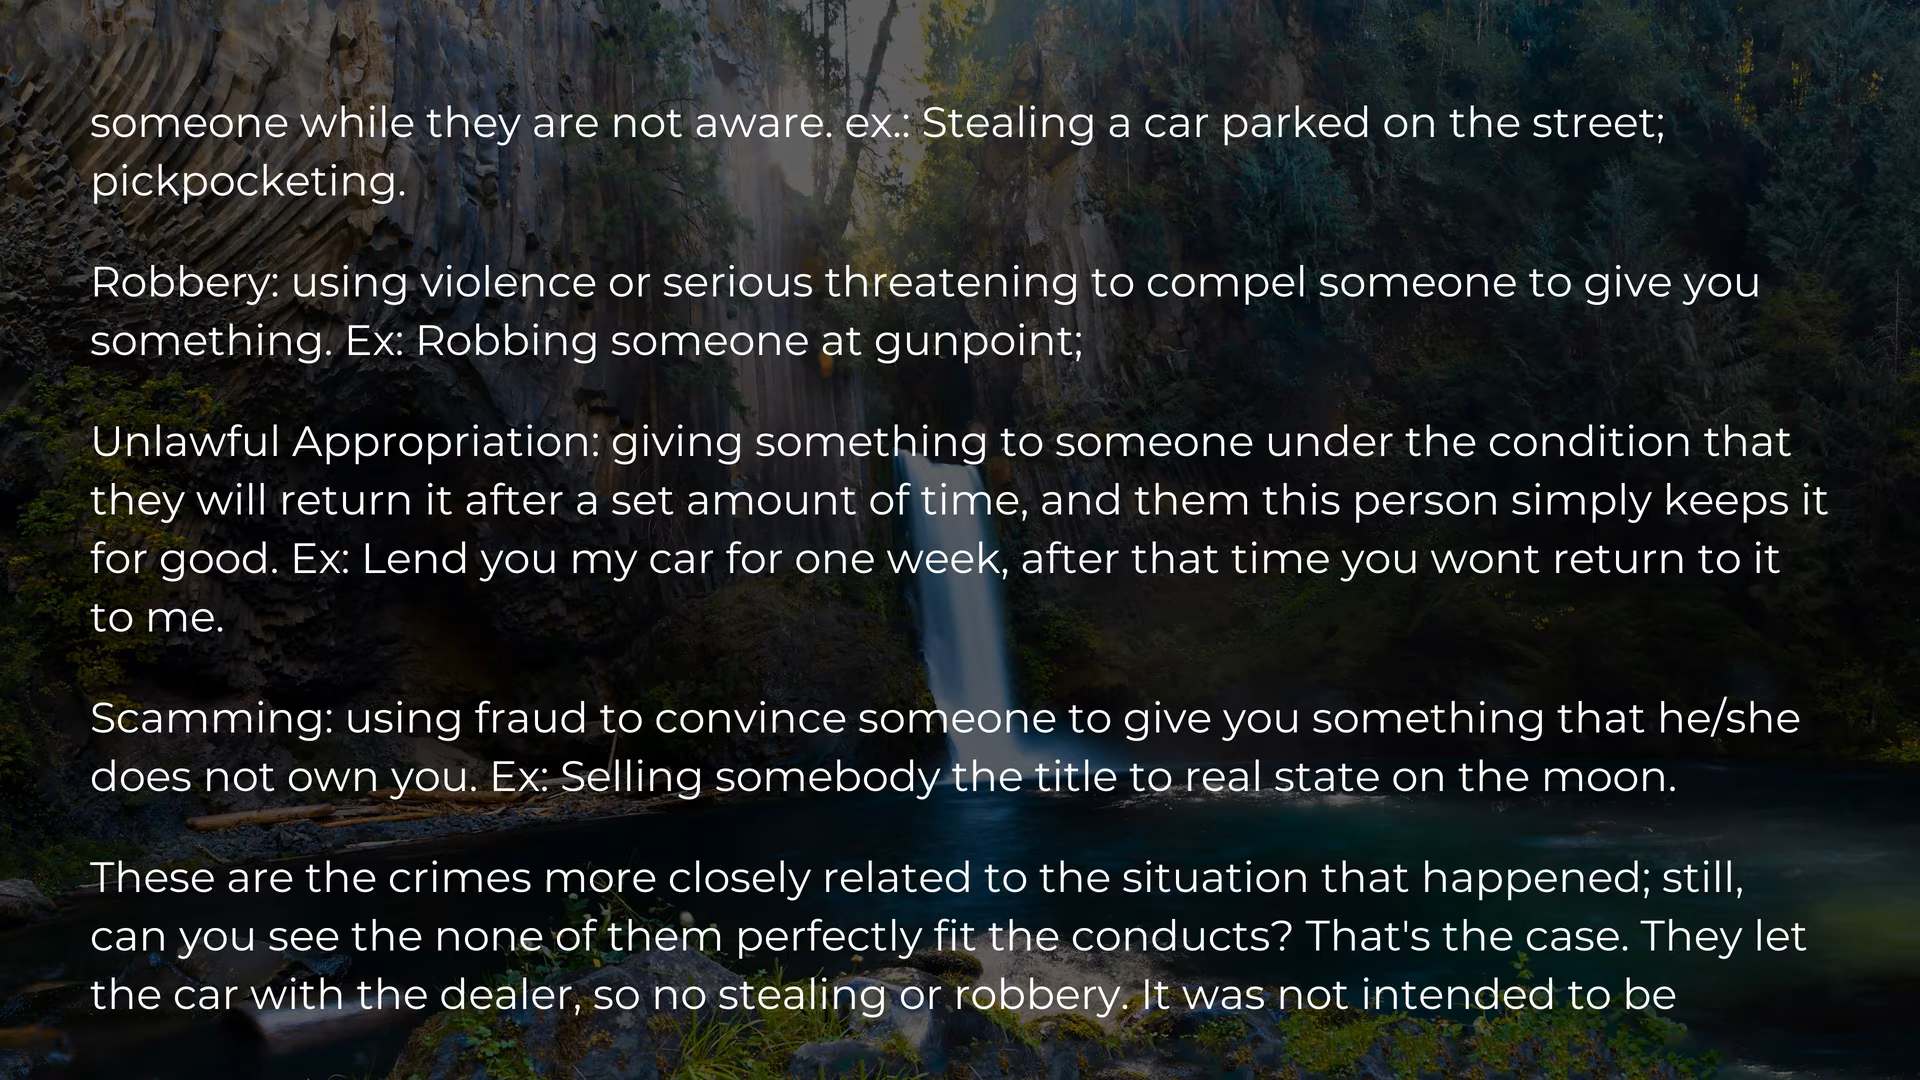 someone while they are not aware. ex.: Stealing a car parked on the street;
pickpocketing.
Robbery: using violence or serious threatening to compel someone to give you
something. Ex: Robbing someone at gunpoint;
Unlawful Appropriation: giving something to someone under the condition that
they will return it after a set amount of time, and them this person simply keeps it
for good. Ex: Lend you my car for one week, after that time you wont return to it
to me.
Scamming: using fraud to convince someone to give you something that he/she
does not own you. Ex: Selling somebody the title to real state on the moon.
These are the crimes more closely related to the situation that happened; still,
can you see the none of them perfectly fit the conducts? That's the case. They let
the car with the dealer, so no stealing or robbery. It was not intended to be